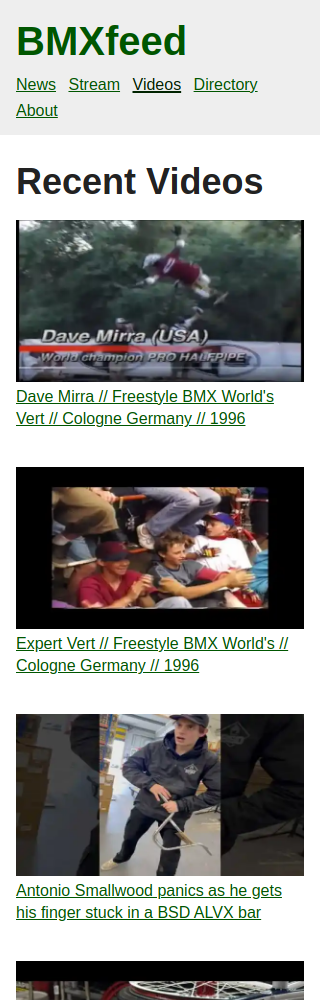 BMXfeed
News Stream Videos Directory
About
Recent Videos
Dave Mirra (USA)
World champion PRO HALFPIPE
Dave Mirra // Freestyle BMX World's
Vert // Cologne Germany // 1996
Expert Vert // Freestyle BMX World's //
Cologne Germany // 1996
Antonio Smallwood panics as he gets
his finger stuck in a BSD ALVX bar